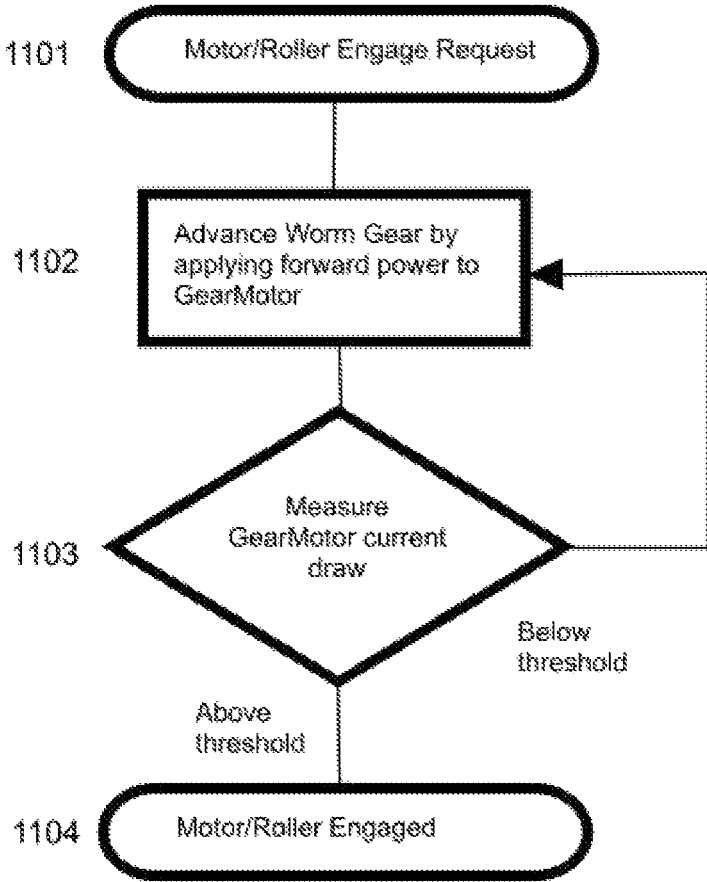 1101
Motor/Roller Engage Request
1102
Advance Worm Gear by
applying forward power to
GearMotor
1103
Measure
GearMotor current
draw
Below
threshold
Above
threshold
1104
Motor/Roller Engaged